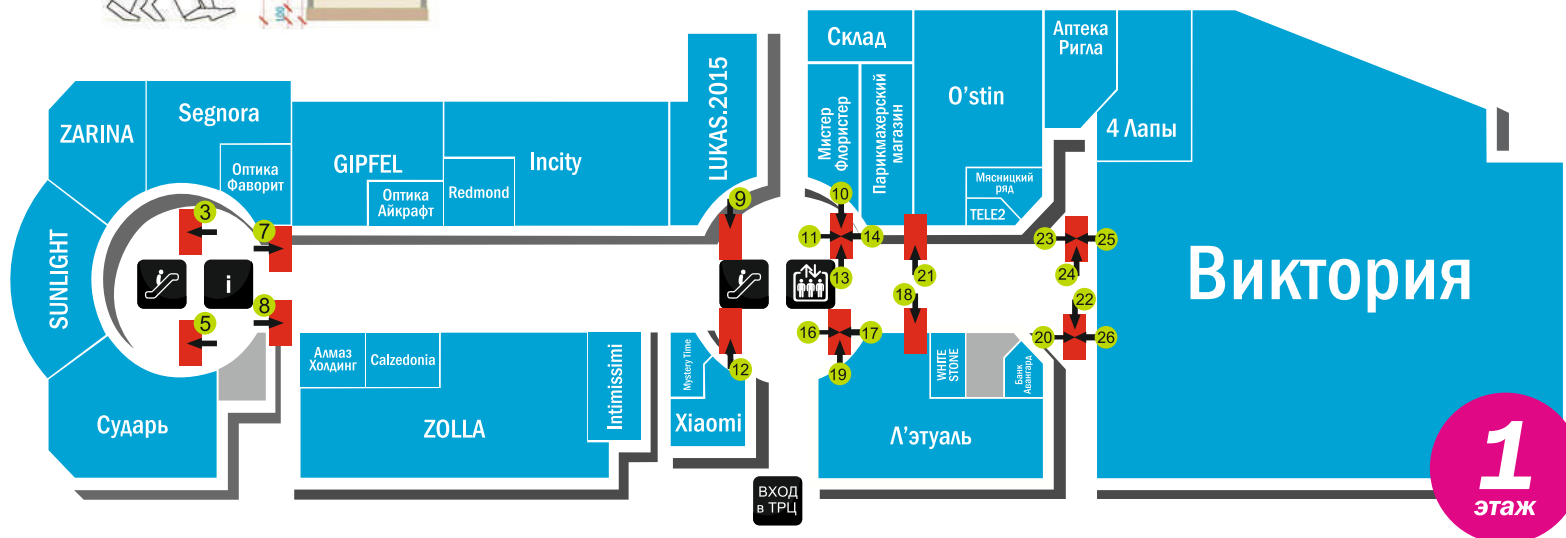 100
ZARINA
Segnora
Оптика
Фаворит
SUNLIGHT
Сударь
GIPFEL
Оптика
Айкрафт
Redmond
Incity
LUKAS.2015
Алмаз
Холдинг
Calzedonia
ZOLLA
Intimissimi
Mystery Time
Xiaomi
Склад
Мистер
Флористер
Парикмахерский
магазин
O'stin
Мясницкий
ряд
TELE2
Аптека
Ригла
4 Лапы
Виктория
Л'этуаль
WHITE
STONE
Банк
Авангард
ВХОД
в ТРЦ
i
3
5
7
8
9
12
10
11
14
13
16
17
19
21
18
23
25
24
22
20
26
1
этаж